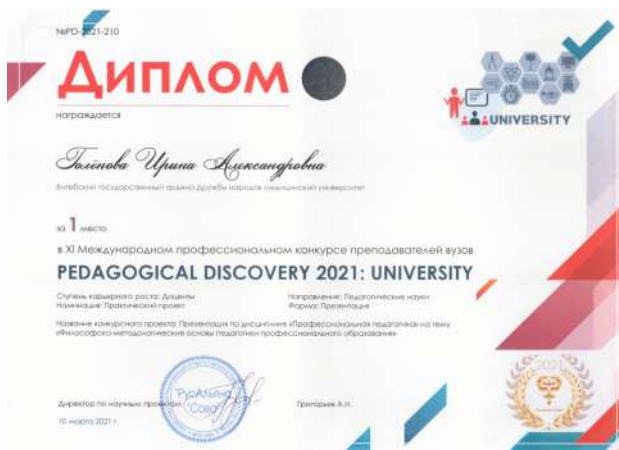 №PD-2021-210
Диплом
награждается
UNIVERSITY
Голёнова Ирина Александровна
Витебский государственный ордена Дружбы народов медицинский университет
за 1 место
в XI Международном профессиональном конкурсе преподавателей вузов
PEDAGOGICAL DISCOVERY 2021: UNIVERSITY
Ступень карьерного роста: Доценты
Направление: Педагогические науки
Номинация: Практический проект
Форма: Презентация
Название конкурсного проекта: Презентация по дисциплине «Профессиональная педагогика» на тему
«Философско-методологические основы педагогики профессионального образования»
2021
"РусАльянс
"Сова"
Директор по научным проектам
Григорьев А.Н.
10 марта 2021 г.